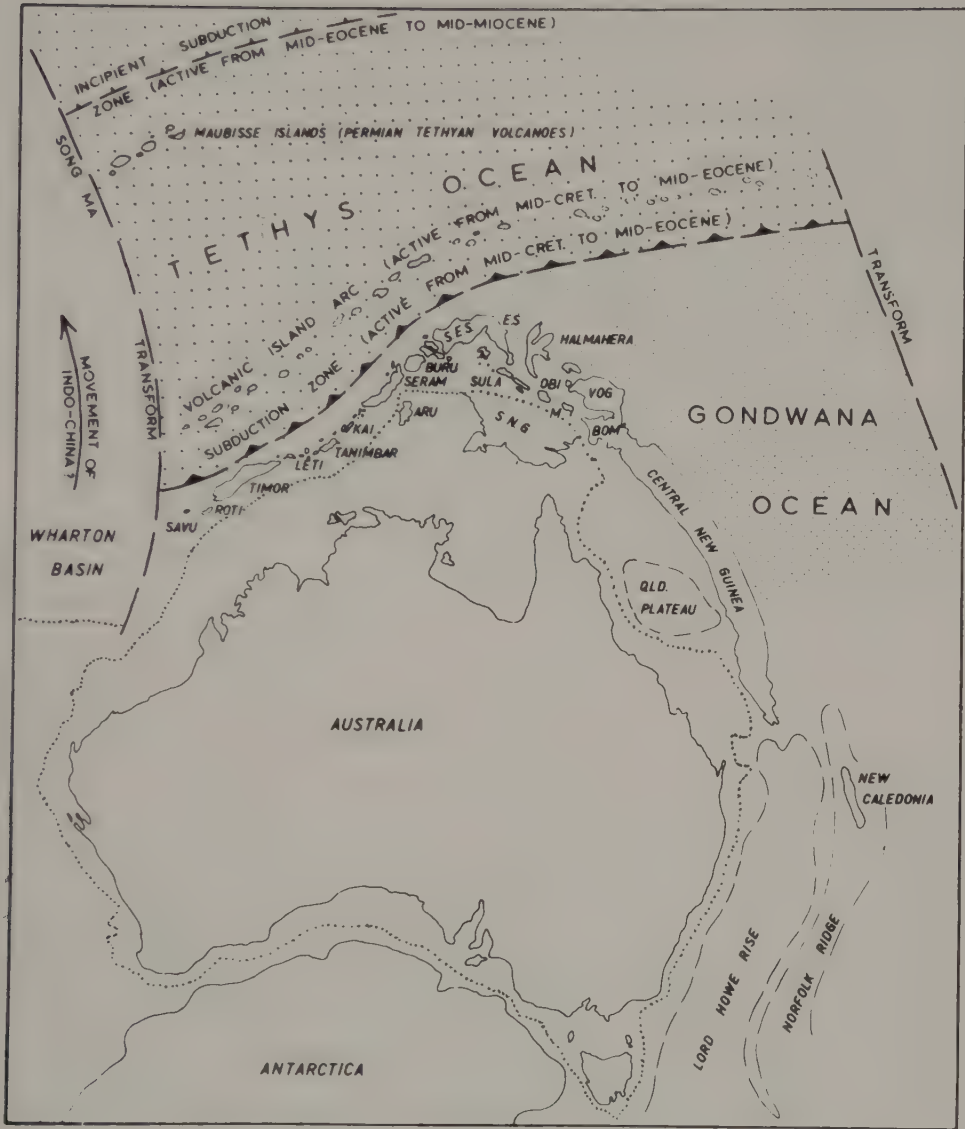 INCIPIENT SUBDUCTION
ZONE (ACTIVE FROM MID-EOCENE TO MID-MIOCENE)
SONG MA
TRANSFORM
MAUBISSE ISLANDS (PERMIAN TETHYAN VOLCANOES)
TETHYS OCEAN
VOLCANIC ISLAND ARC (ACTIVE FROM MID-CRET. TO MID-EOCENE)
SUBDUCTION ZONE (ACTIVE FROM MID-CRET. TO MID-EOCENE)
TRANSFORM
MOVEMENT OF
INDO-CHINA?
WHARTON
BASIN
S.E.S.
E.S.
HALMAHERA
BURU
SERAM
SULA
OBI
VOG
M.
BOM
S N G
ARU
KAI
TANIMBAR
LETI
TIMOR
ROTI
SAVU
GONDWANA
OCEAN
CENTRAL NEW GUINEA
QLD.
PLATEAU
AUSTRALIA
NEW
CALEDONIA
LORD HOWE RISE
NORFOLK RIDGE
ANTARCTICA